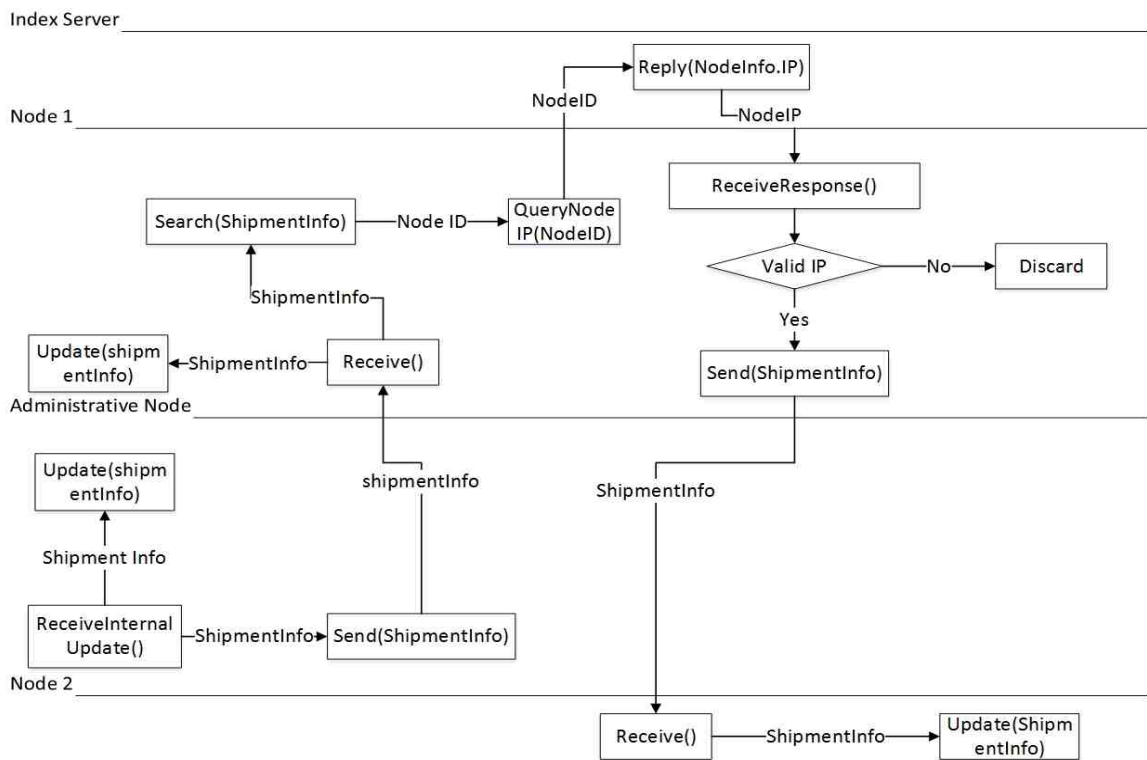 Index Server
Reply(NodeInfo.IP)
NodeID
Node 1
NodeIP
ReceiveResponse()
Search(ShipmentInfo)
Node ID
QueryNode
IP(NodeID)
Valid IP
No
Discard
ShipmentInfo
Yes
Update(shipm
entInfo)
ShipmentInfo
Receive()
Send(ShipmentInfo)
Administrative Node
Update(shipm
entInfo)
shipmentInfo
ShipmentInfo
Shipment Info
ReceiveInternal
Update()
ShipmentInfo
Send(ShipmentInfo)
Node 2
Receive()
ShipmentInfo
Update(Shipm
entInfo)